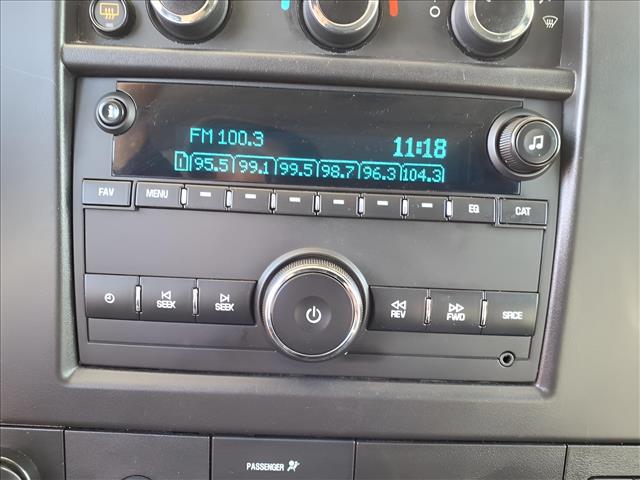 FM 100.3 11:18
1 95.5 99.1 99.5 98.7 96.3 104.3
FAV MENU EQ CAT
SEEK SEEK REV FWD SRCE
PASSENGER